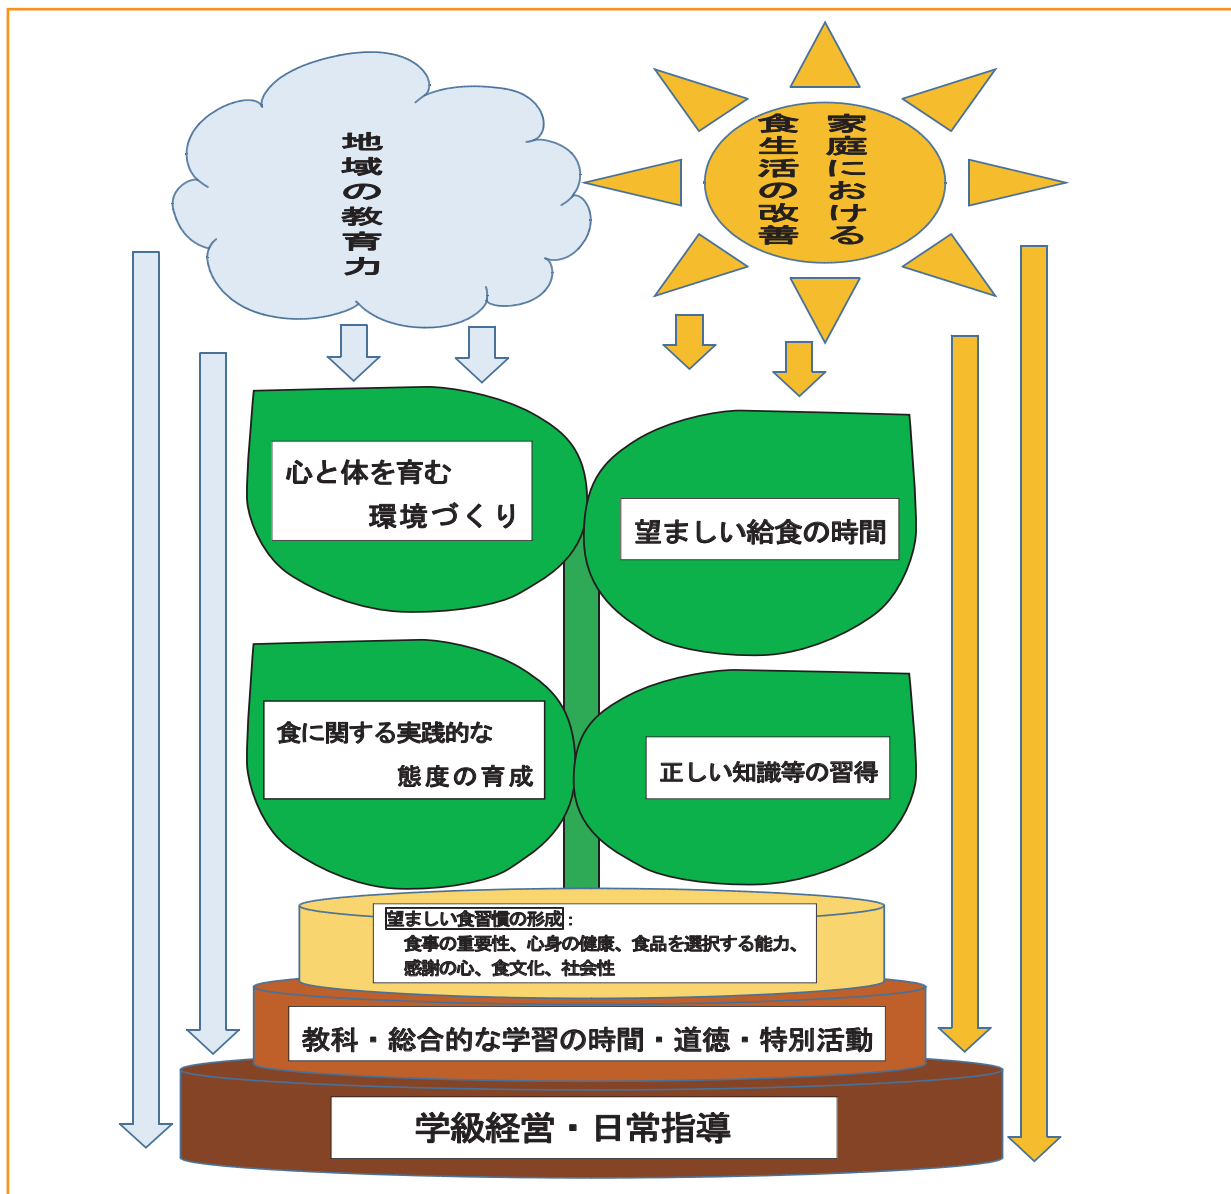 地域の教育力
家庭における
食生活の改善
心と体を育む
環境づくり
望ましい給食の時間
食に関する実践的な
態度の育成
正しい知識等の習得
望ましい食習慣の形成：
食事の重要性、心身の健康、食品を選択する能力、
感謝の心、食文化、社会性
教科・総合的な学習の時間・道徳・特別活動
学級経営・日常指導